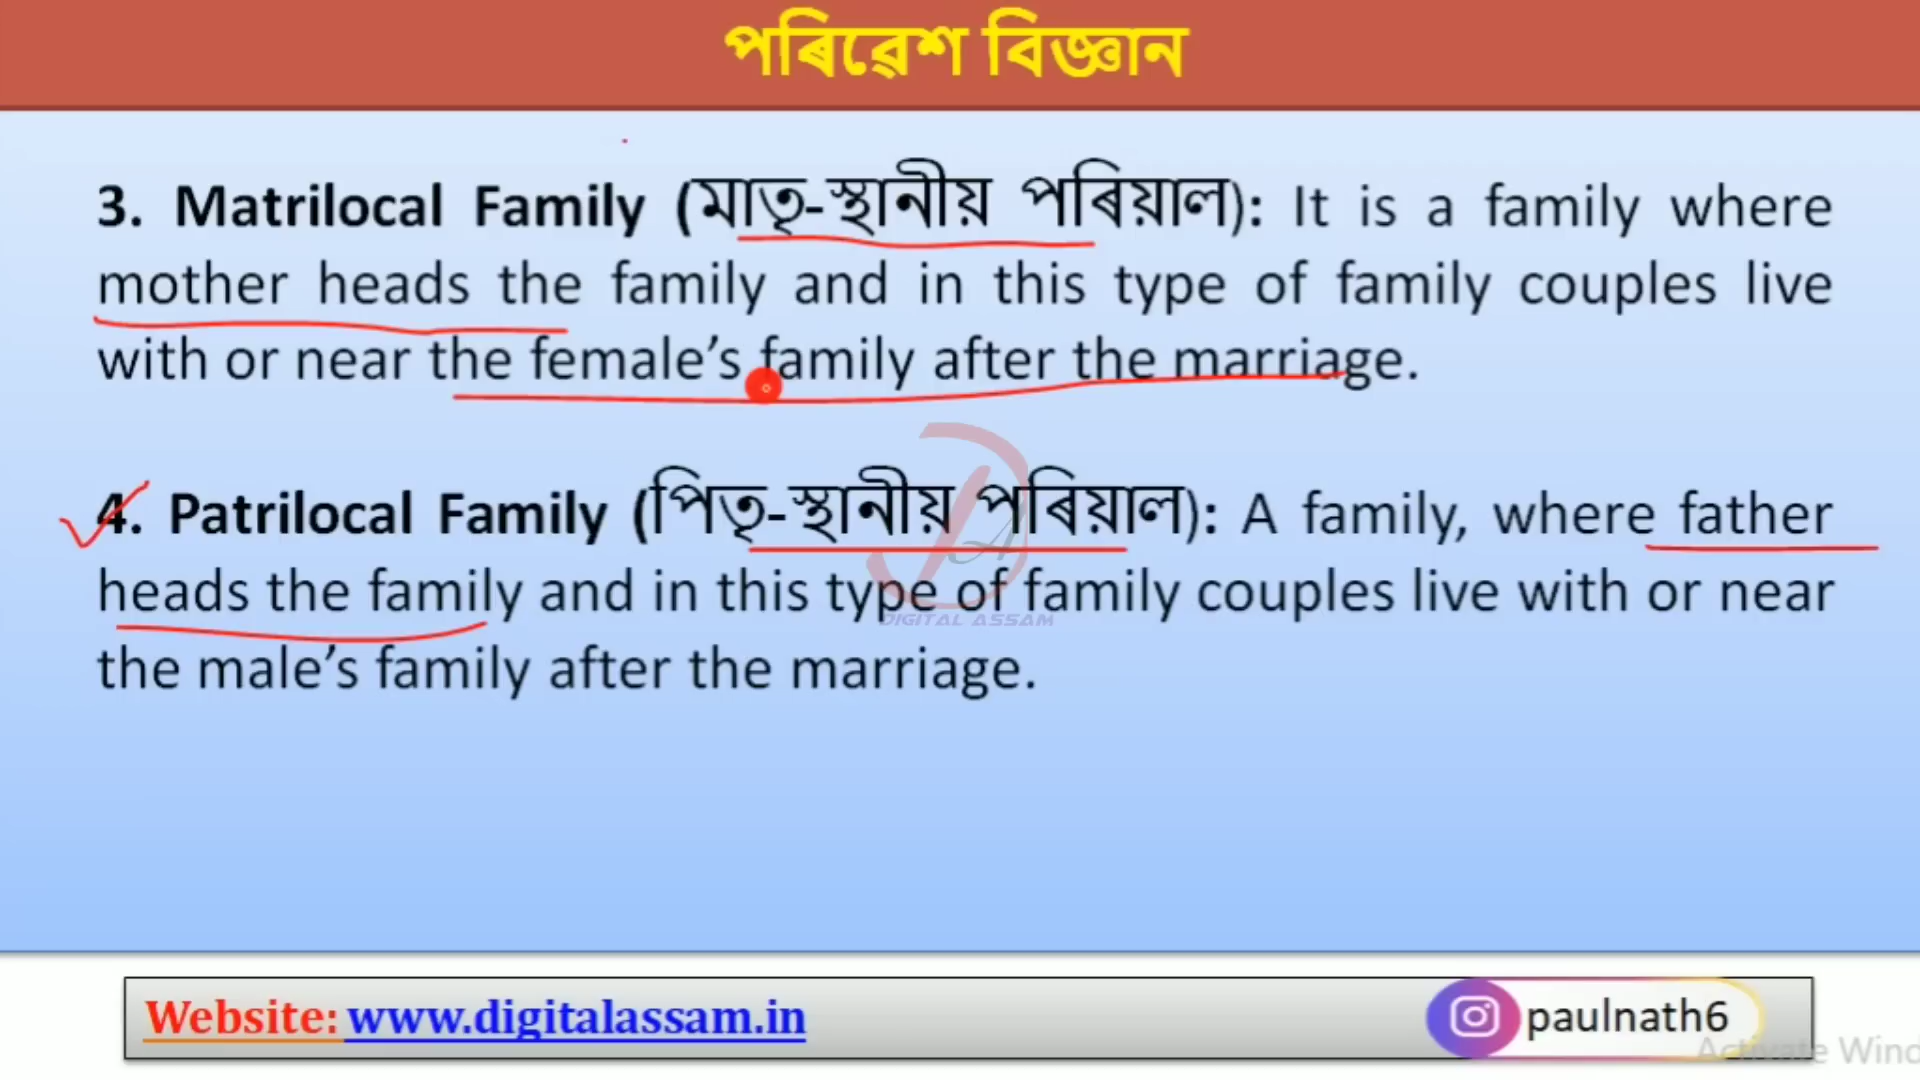 পৰিৱেশ বিজ্ঞান
3. Matrilocal Family (মাতৃ-স্থানীয় পৰিয়াল): It is a family where
mother heads the family and in this type of family couples live
with or near the female’s family after the marriage.
4. Patrilocal Family (পিতৃ-স্থানীয় পৰিয়াল): A family, where father
heads the family and in this type of family couples live with or near
DIGITAL ASSAM
the male’s family after the marriage.
Website: www.digitalassam.in
paulnath6
Activate Wind